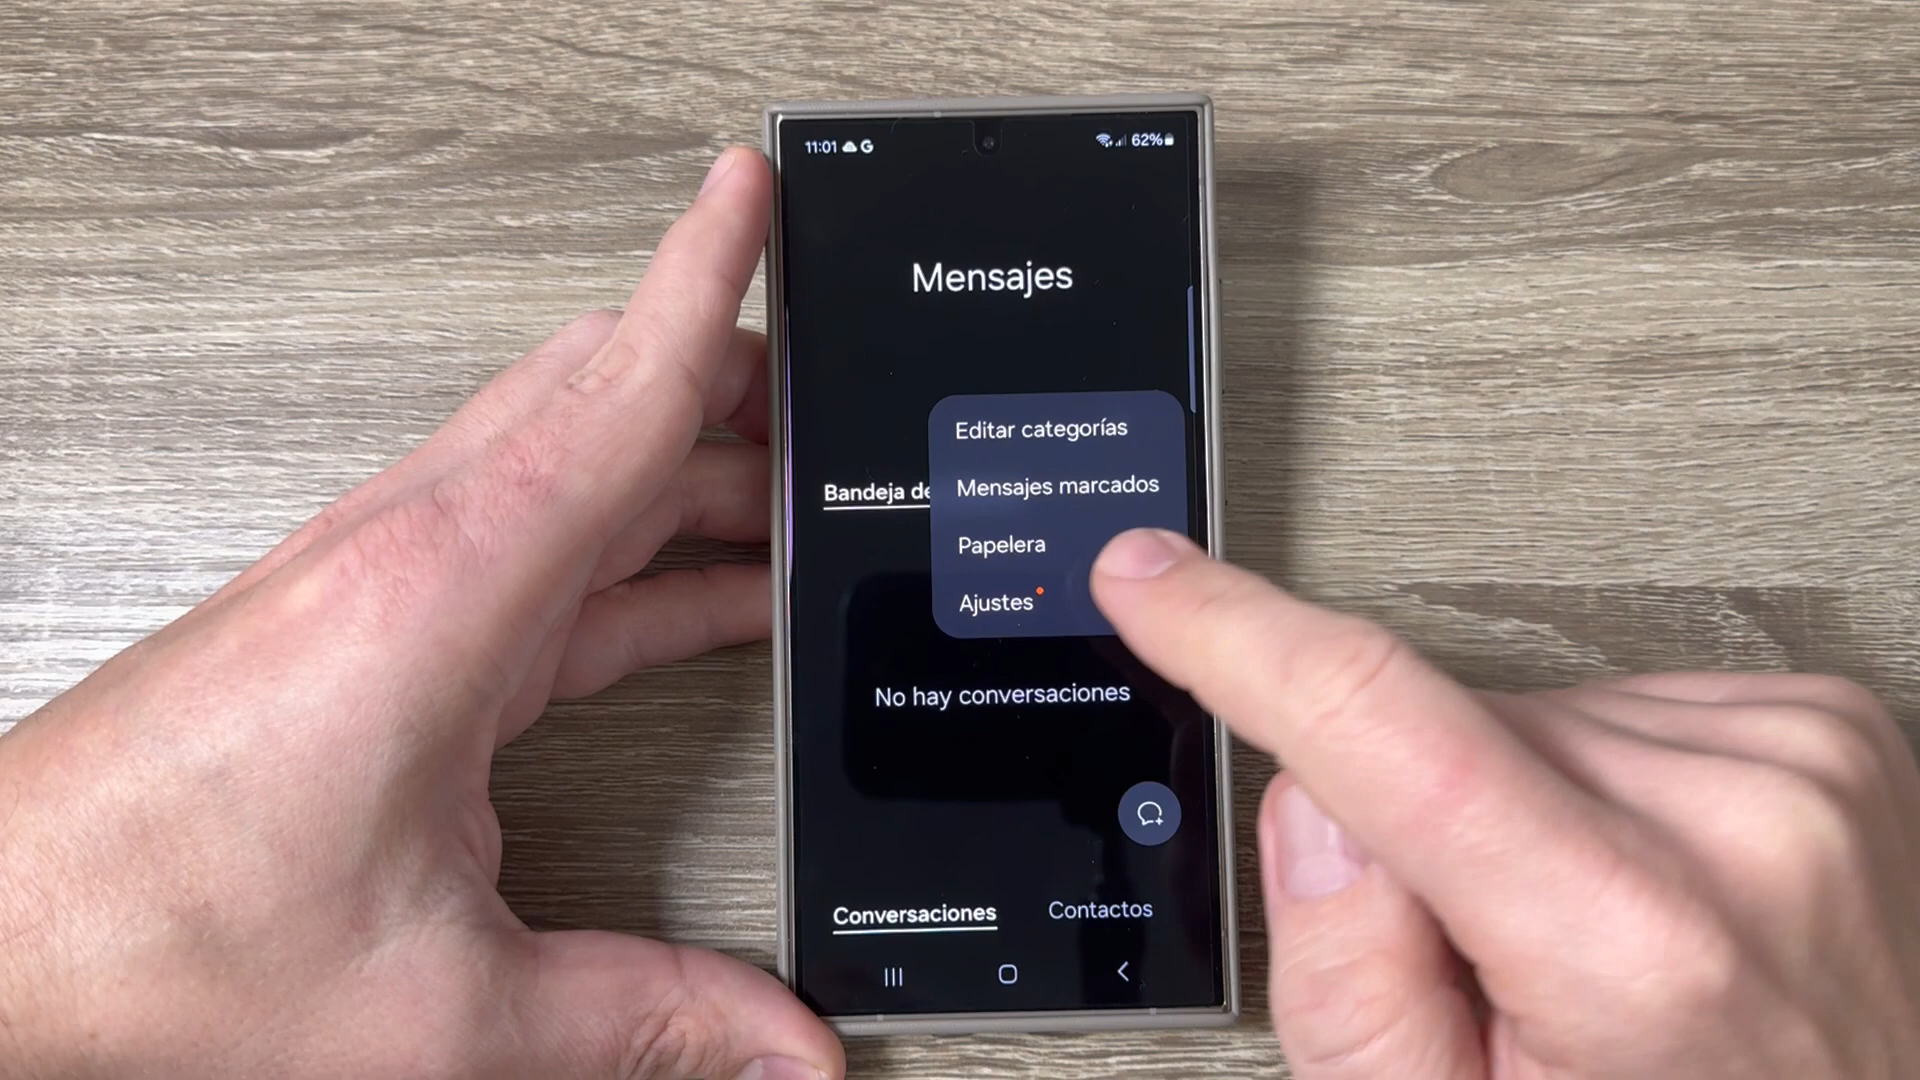 11:01 G 62%
Mensajes
Editar categorías
Bandeja de
Mensajes marcados
Papelera
Ajustes
No hay conversaciones
Conversaciones Contactos